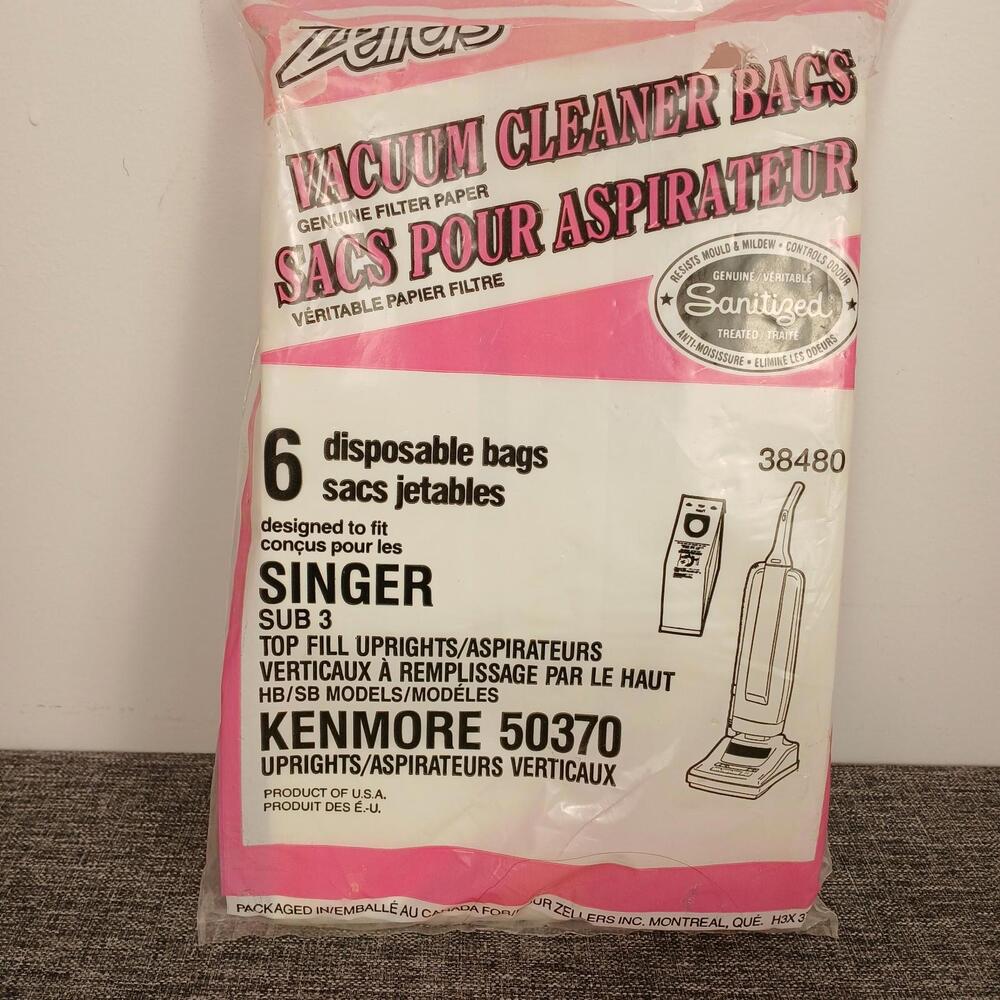 Zellers
VACUUM CLEANER BAGS
GENUINE FILTER PAPER
SACS POUR ASPIRATEUR
VÉRITABLE PAPIER FILTRE
RESISTS MOULD & MILDEW • CONTROLS ODOUR
GENUINE / VÉRITABLE
Sanitized
TREATED / TRAITÉ
ANTI-MOISISSURE • ELIMINE LES ODEURS
6 disposable bags
sacs jetables
38480
designed to fit
conçus pour les
SINGER
SUB 3
TOP FILL UPRIGHTS/ASPIRATEURS
VERTICAUX À REMPLISSAGE PAR LE HAUT
HB/SB MODELS/MODÉLES
KENMORE 50370
UPRIGHTS/ASPIRATEURS VERTICAUX
PRODUCT OF U.S.A.
PRODUIT DES É.-U.
PACKAGED IN/EMBALLÉ AU CANADA FOR/POUR ZELLERS INC. MONTREAL, QUÉ. H3X